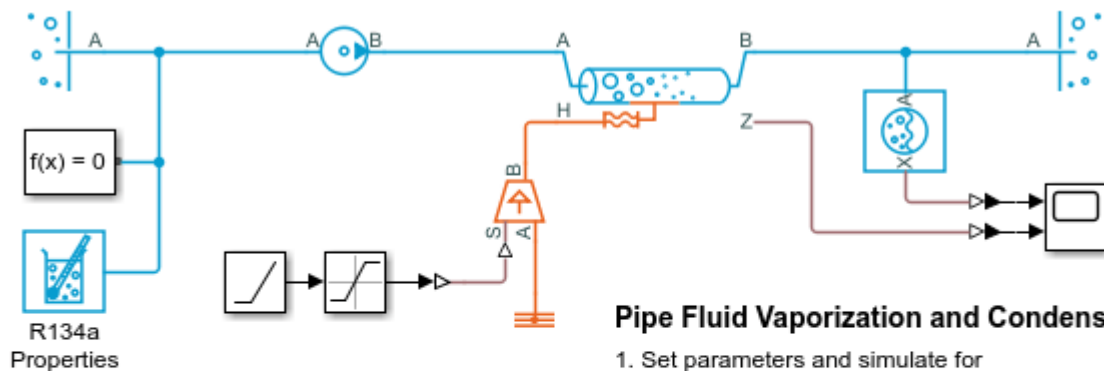 A
A
B
A
B
A
H
Z
A
X
f(x) = 0
B
S
A
R134a
Properties
Pipe Fluid Vaporization and Condens
1. Set parameters and simulate for